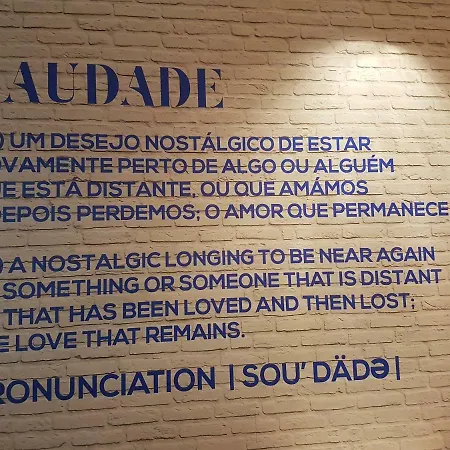 AUDADE
UM DESEJO NOSTÁLGICO DE ESTAR
OVAMENTE PERTO DE ALGO OU ALGUÉM
UE ESTÁ DISTANTE, OU QUE AMÁMOS
DEPOIS PERDEMOS; O AMOR QUE PERMANECE
A NOSTALGIC LONGING TO BE NEAR AGAIN
SOMETHING OR SOMEONE THAT IS DISTANT
THAT HAS BEEN LOVED AND THEN LOST;
E LOVE THAT REMAINS.
RONUNCIATION | SOU' DÄDƏ |